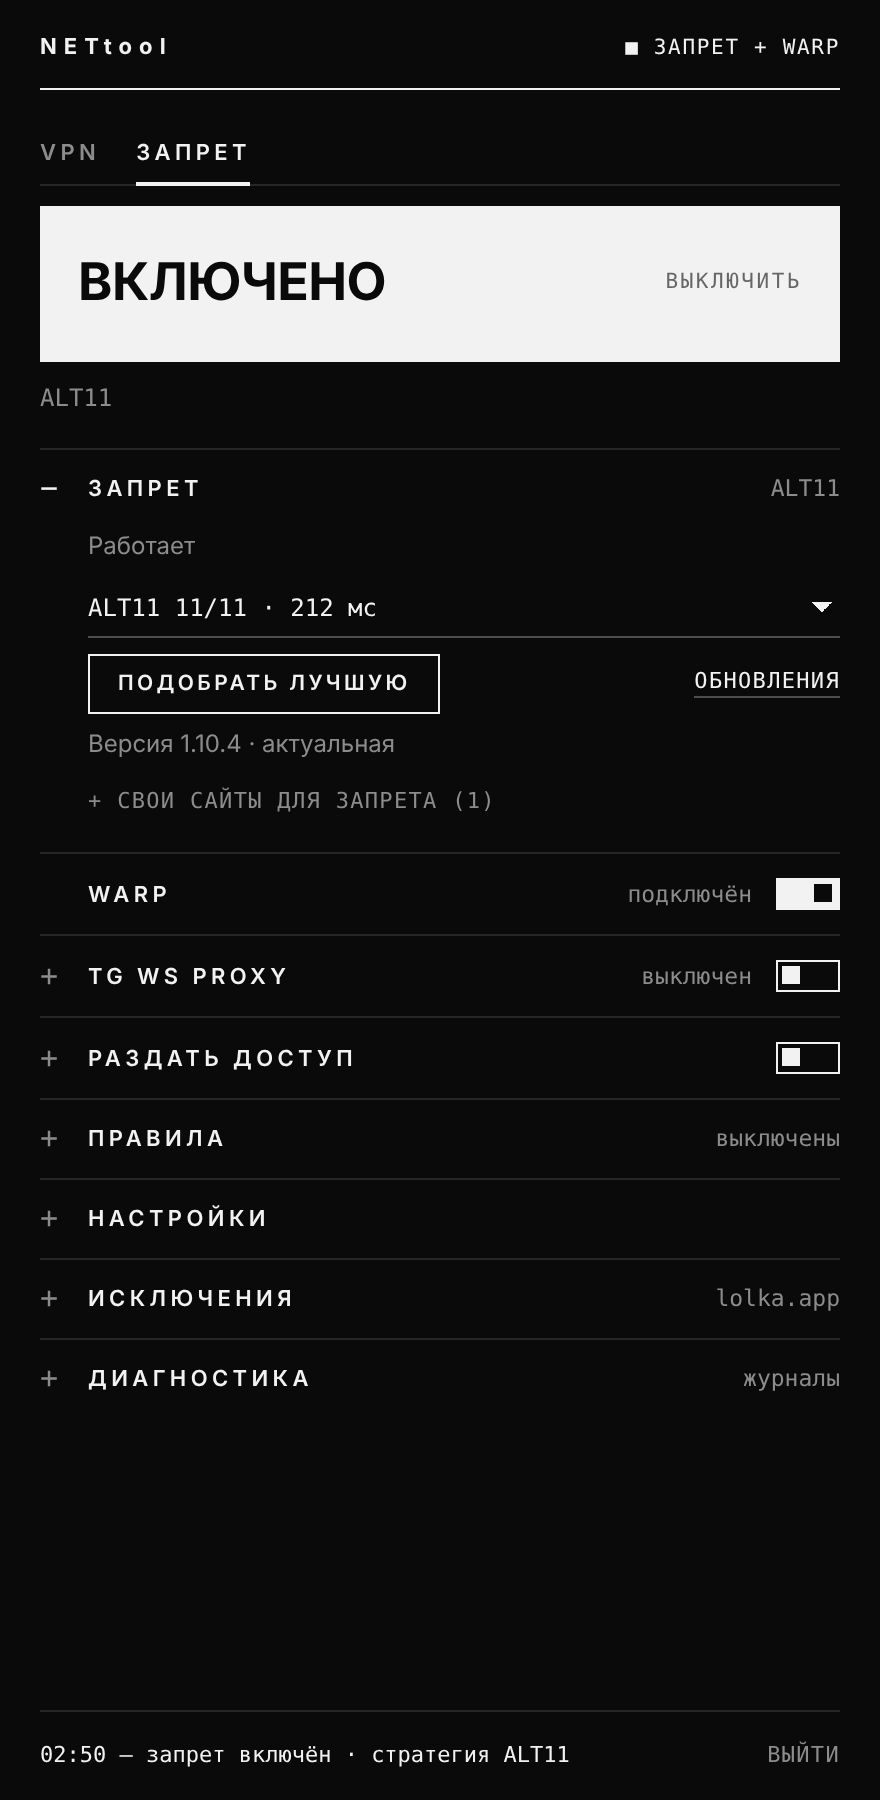 NETtool ■ ЗАПРЕТ + WARP
VPN ЗАПРЕТ
ВКЛЮЧЕНО ВЫКЛЮЧИТЬ
ALT11
− ЗАПРЕТ ALT11
Работает
ALT11 11/11 · 212 мс
ПОДОБРАТЬ ЛУЧШУЮ ОБНОВЛЕНИЯ
Версия 1.10.4 · актуальная
+ СВОИ САЙТЫ ДЛЯ ЗАПРЕТА (1)
WARP подключён
+ TG WS PROXY выключен
+ РАЗДАТЬ ДОСТУП
+ ПРАВИЛА выключены
+ НАСТРОЙКИ
+ ИСКЛЮЧЕНИЯ lolka.app
+ ДИАГНОСТИКА журналы
02:50 — запрет включён · стратегия ALT11 ВЫЙТИ